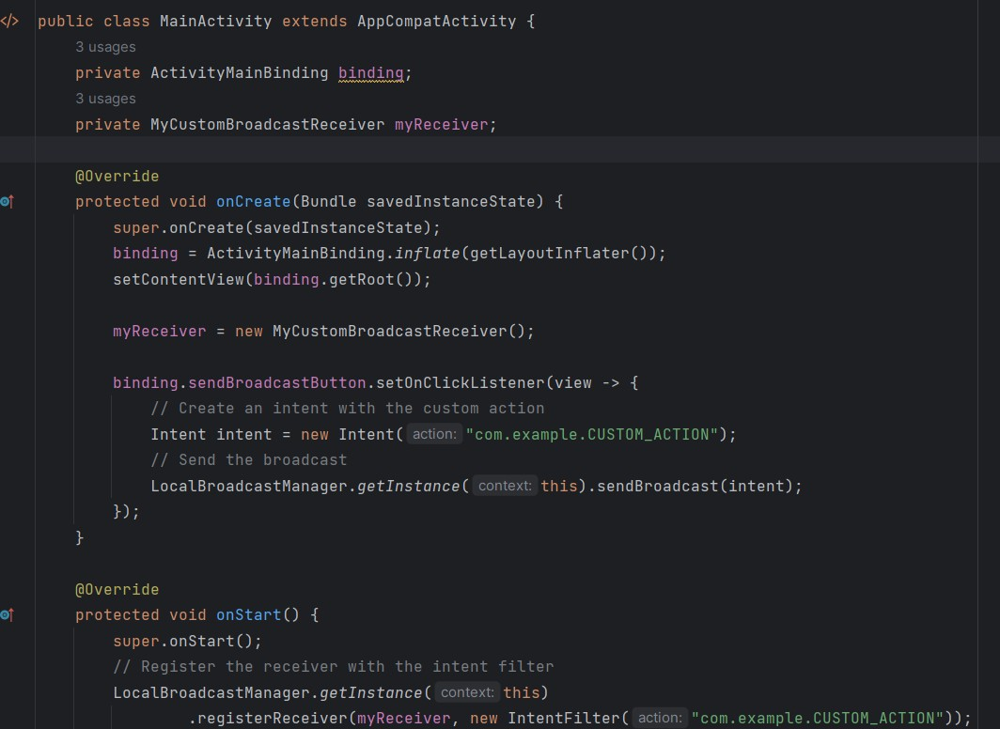 public class MainActivity extends AppCompatActivity {
3 usages
private ActivityMainBinding binding;
3 usages
private MyCustomBroadcastReceiver myReceiver;
@Override
protected void onCreate(Bundle savedInstanceState) {
super.onCreate(savedInstanceState);
binding = ActivityMainBinding.inflate(getLayoutInflater());
setContentView(binding.getRoot());
myReceiver = new MyCustomBroadcastReceiver();
binding.sendBroadcastButton.setOnClickListener(view -> {
// Create an intent with the custom action
Intent intent = new Intent( action: "com.example.CUSTOM_ACTION");
// Send the broadcast
LocalBroadcastManager.getInstance( context: this).sendBroadcast(intent);
});
}
@Override
protected void onStart() {
super.onStart();
// Register the receiver with the intent filter
LocalBroadcastManager.getInstance( context: this)
.registerReceiver(myReceiver, new IntentFilter( action: "com.example.CUSTOM_ACTION"));